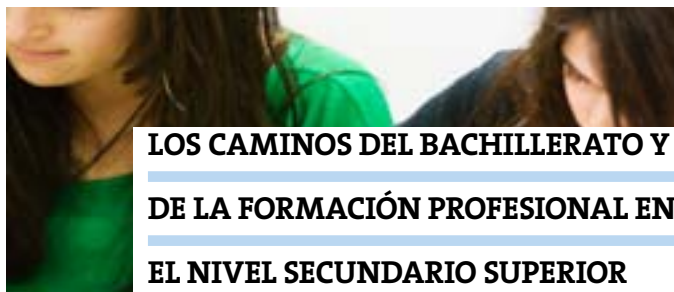 LOS CAMINOS DEL BACHILLERATO Y
DE LA FORMACIÓN PROFESIONAL EN
EL NIVEL SECUNDARIO SUPERIOR